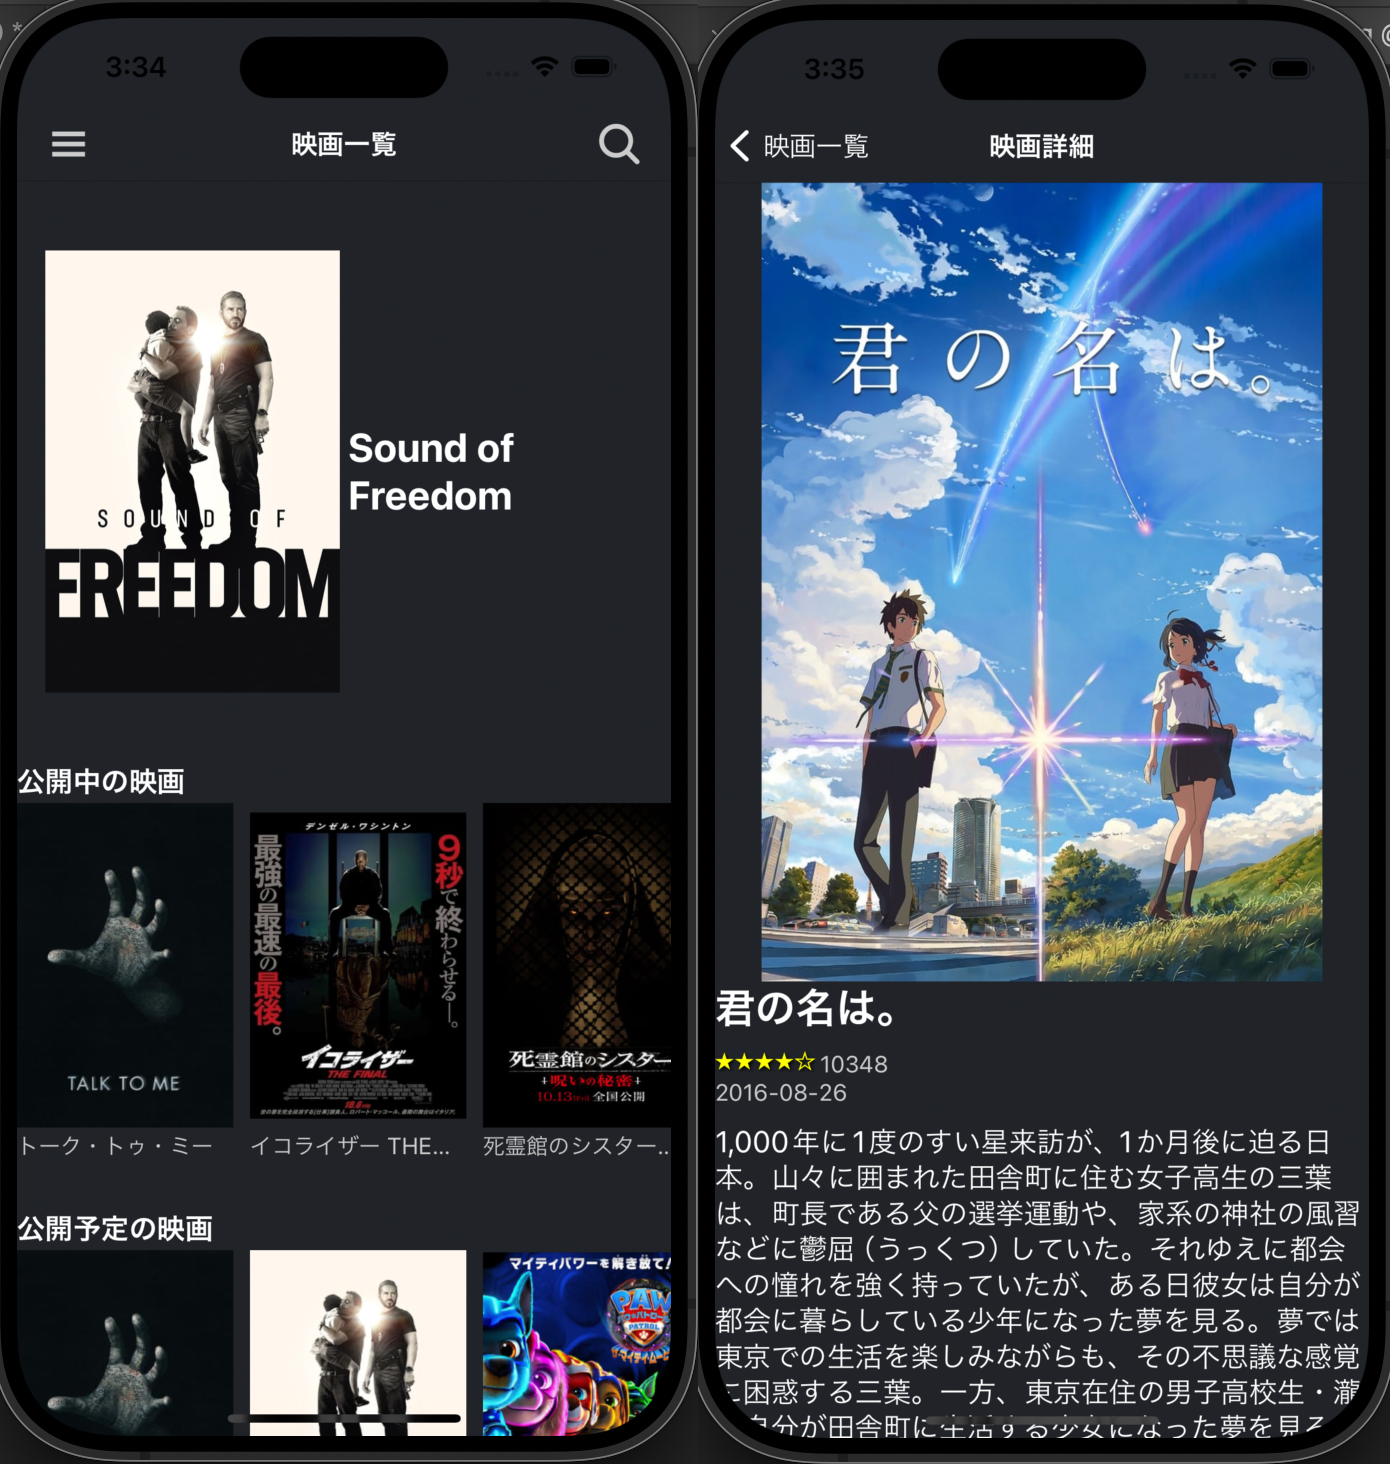 3:34
映画一覧
SOUND OF
FREEDOM
Sound of
Freedom
公開中の映画
TALK TO ME
デンゼル・ワシントン
9秒で終わらせる―。
最強の最速の最後。
イコライザー
THE FINAL
死霊館のシスター
呪いの秘密
10.13 全国公開
トーク・トゥ・ミー
イコライザー THE...
死霊館のシスター...
公開予定の映画
マイティパワーを解き放て!
PAW
PATROL
3:35
映画一覧
映画詳細
君の名は。
君の名は。
★★★★☆ 10348
2016-08-26
1,000年に1度のすい星来訪が、1か月後に迫る日
本。山々に囲まれた田舎町に住む女子高生の三葉
は、町長である父の選挙運動や、家系の神社の風習
などに鬱屈（うっくつ）していた。それゆえに都会
への憧れを強く持っていたが、ある日彼女は自分が
都会に暮らしている少年になった夢を見る。夢では
東京での生活を楽しみながらも、その不思議な感覚
に困惑する三葉。一方、東京在住の男子高校生・瀧
自分が田舎町に生活する少女になった夢を見る